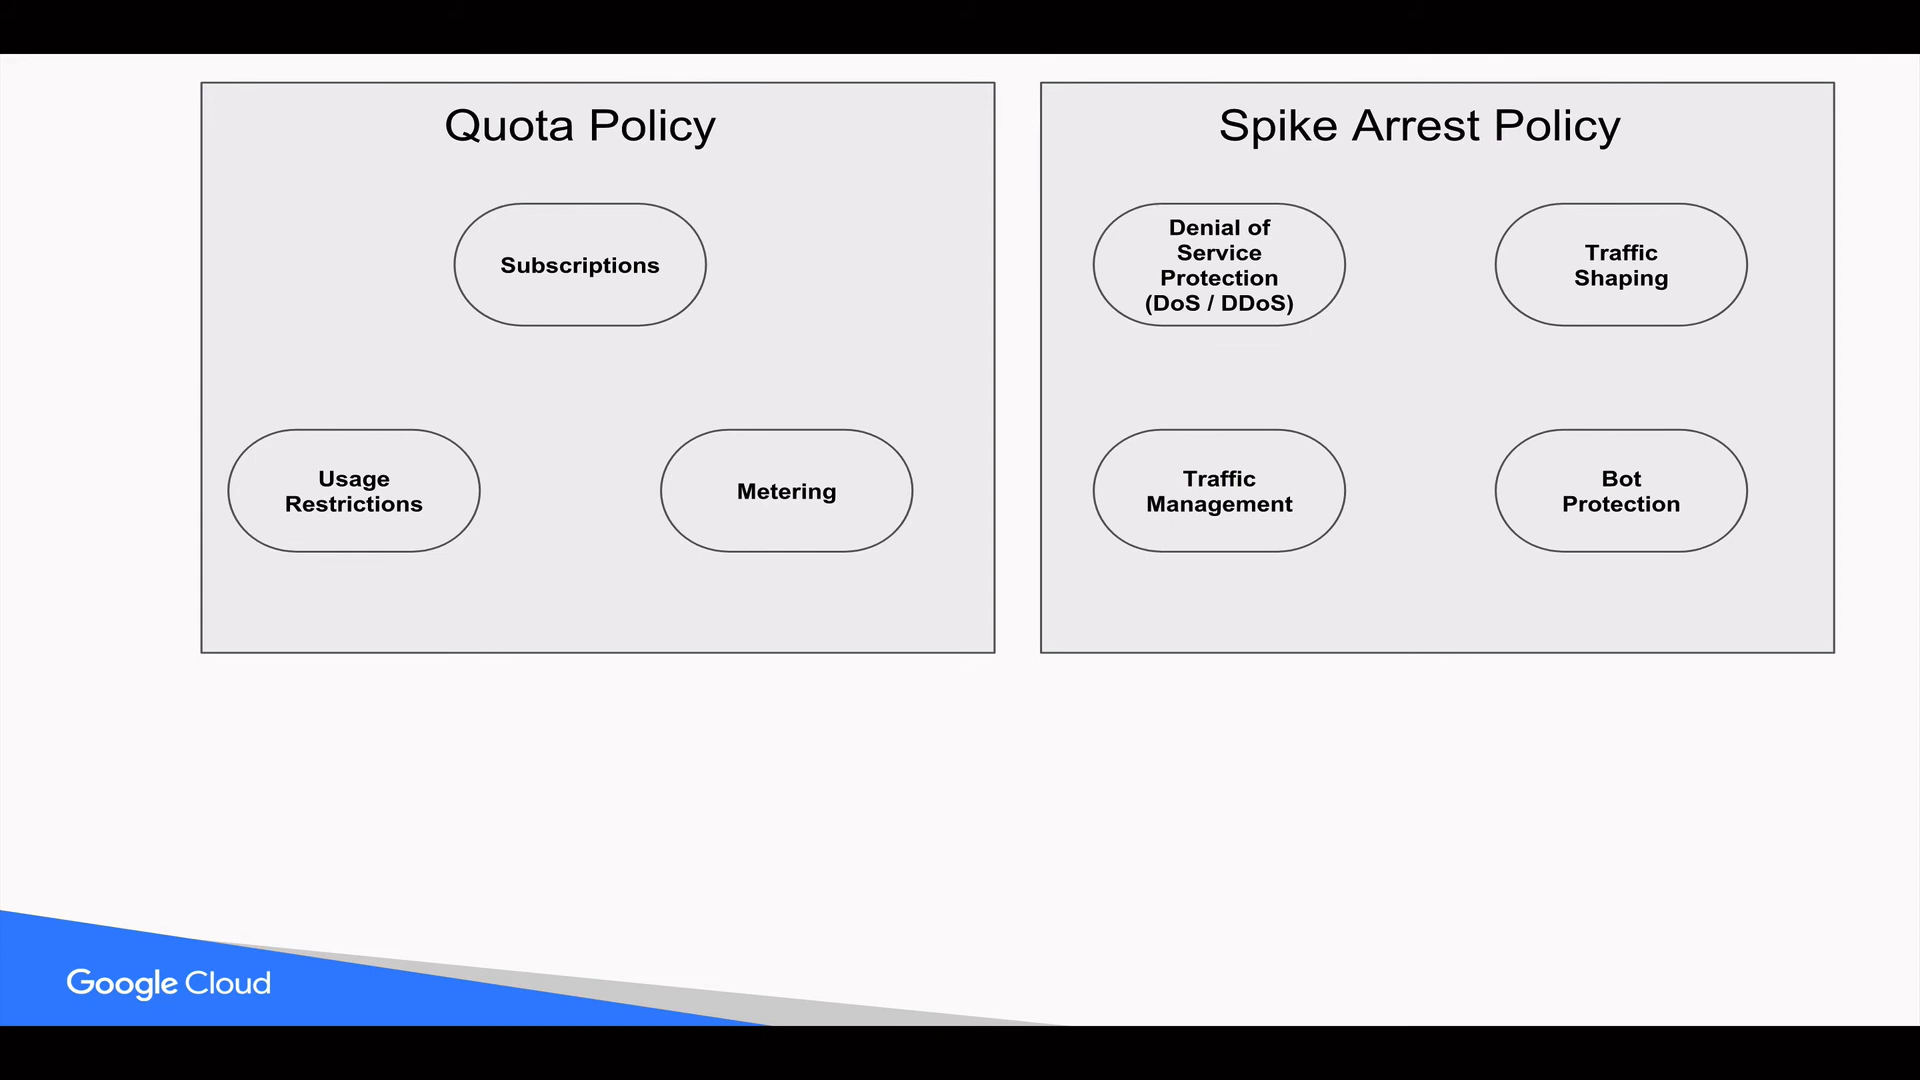 Quota Policy
Subscriptions
Usage
Restrictions
Metering
Spike Arrest Policy
Denial of
Service
Protection
(DoS / DDoS)
Traffic
Shaping
Traffic
Management
Bot
Protection
Google Cloud